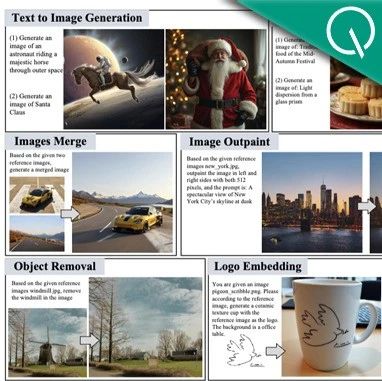 Text to Image Generation
(1) Generate an
image of an
astronaut riding a
majestic horse
through outer space
(2) Generate an
image of Santa
Claus
(1) Generate
image of:
food of the Mid-
Autumn Festival
(2) Generate an
image of: Light
dispersion from a
glass prism
Images Merge
Based on the given two
reference images,
generate a merged image
Image Outpaint
Based on the given reference
images new_york.jpg,
outpaint the image in left and
right sides with both 512
pixels, and the prompt is: A
spectacular view of New
York City's skyline at dusk
Object Removal
Based on the given reference
images windmill.jpg, remove
the windmill in the image
Logo Embedding
You are given an image
pigeon_scribble.png. Please
according to the reference
image, generate a ceramic
texture cup with the
reference image as the logo.
The background is a office
table.